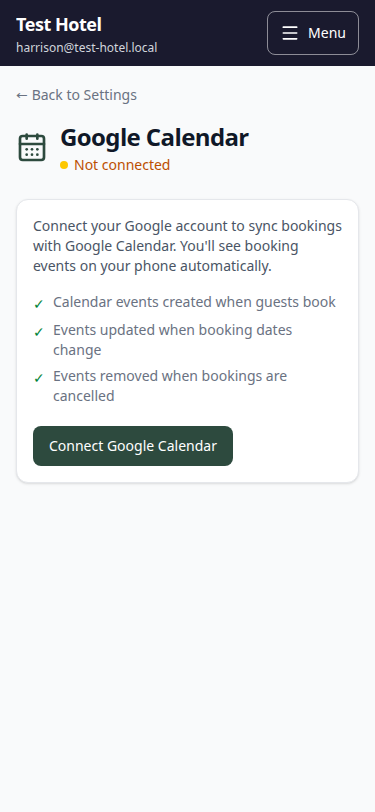 Test Hotel
harrison@test-hotel.local
Menu
← Back to Settings
Google Calendar
Not connected
Connect your Google account to sync bookings
with Google Calendar. You'll see booking
events on your phone automatically.
✓ Calendar events created when guests book
✓ Events updated when booking dates
change
✓ Events removed when bookings are
cancelled
Connect Google Calendar